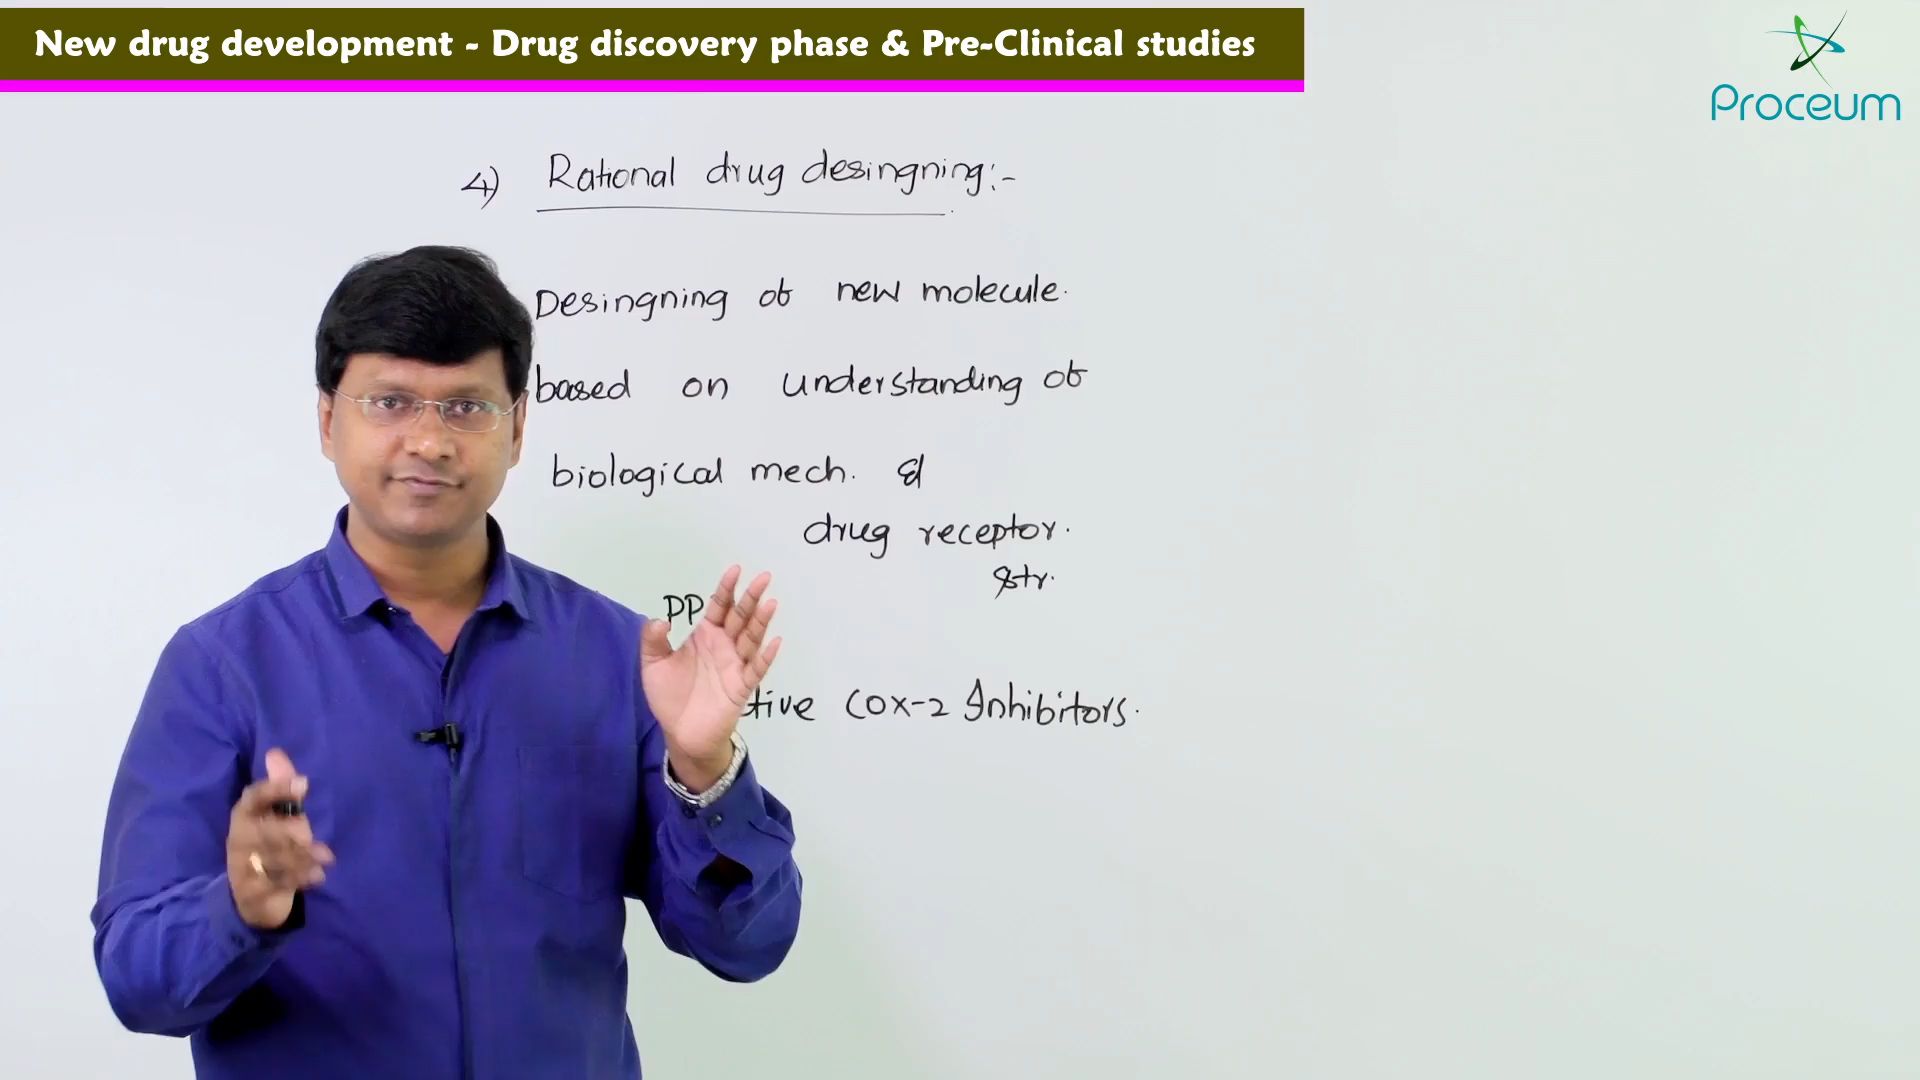 New drug development - Drug discovery phase & Pre-Clinical studies
Proceum
4) Rational drug desingning:-
Desingning of new molecule.
based on understanding of
biological mech. &
drug receptor.
str.
PP
tive COX-2 Inhibitors.